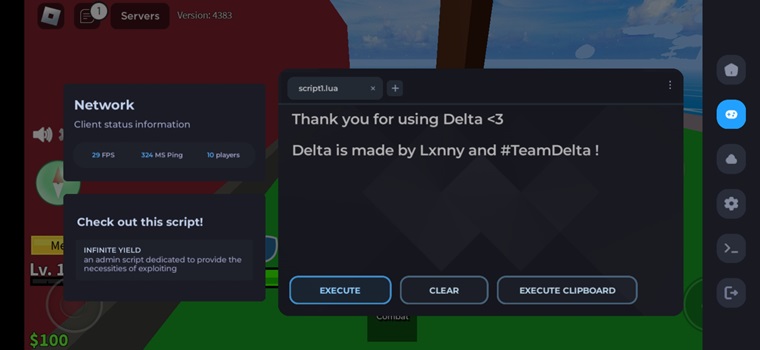 1
Servers
Version: 4383
Network
Client status information
29 FPS
324 MS Ping
10 players
Check out this script!
INFINITE YIELD
an admin script dedicated to provide the
necessities of exploiting
script1.lua
×
+
Thank you for using Delta <3
Delta is made by Lxnny and #TeamDelta !
EXECUTE
CLEAR
EXECUTE CLIPBOARD
Me
Lv. 1
$100
Combat